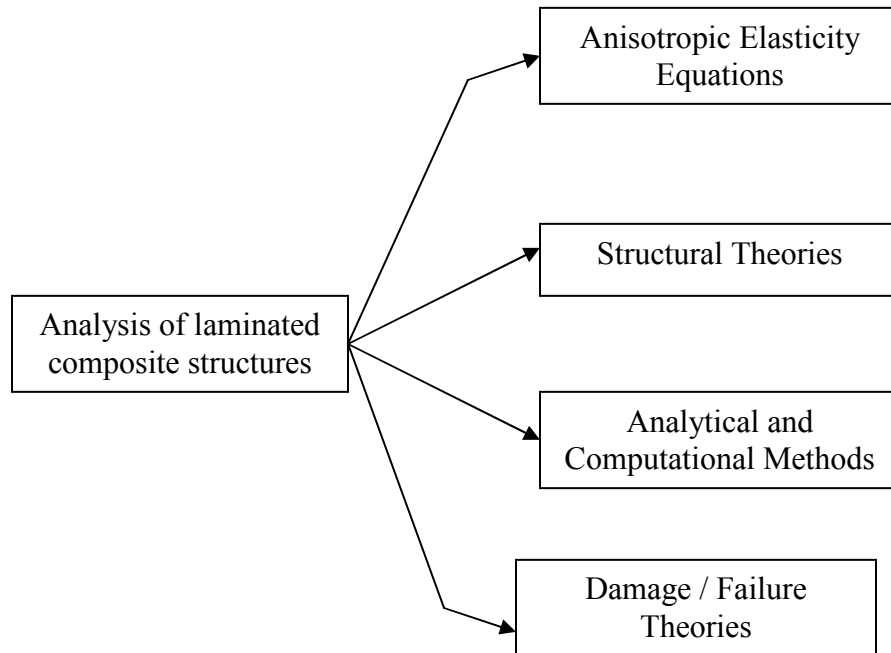 Anisotropic Elasticity
Equations
Structural Theories
Analysis of laminated
composite structures
Analytical and
Computational Methods
Damage / Failure
Theories